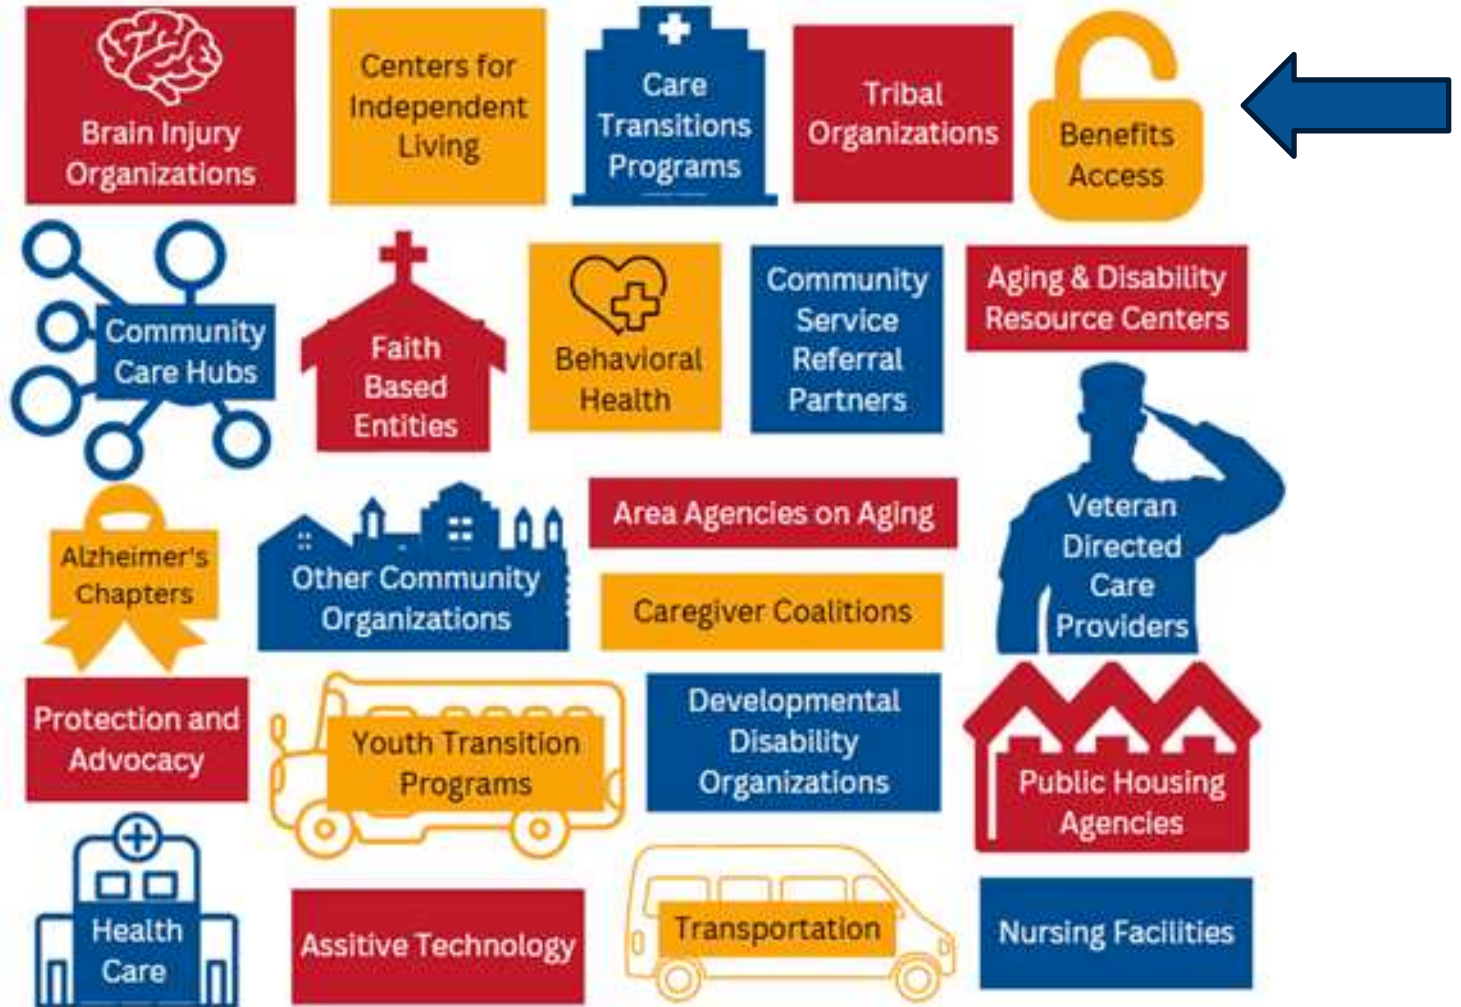 Brain Injury
Organizations
Centers for
Independent
Living
Care
Transitions
Programs
Tribal
Organizations
Benefits
Access
Community
Care Hubs
Faith
Based
Entities
Behavioral
Health
Community
Service
Referral
Partners
Aging & Disability
Resource Centers
Alzheimer's
Chapters
Other Community
Organizations
Area Agencies on Aging
Caregiver Coalitions
Veteran
Directed
Care
Providers
Protection and
Advocacy
Youth Transition
Programs
Developmental
Disability
Organizations
Public Housing
Agencies
Health
Care
Assitive Technology
Transportation
Nursing Facilities